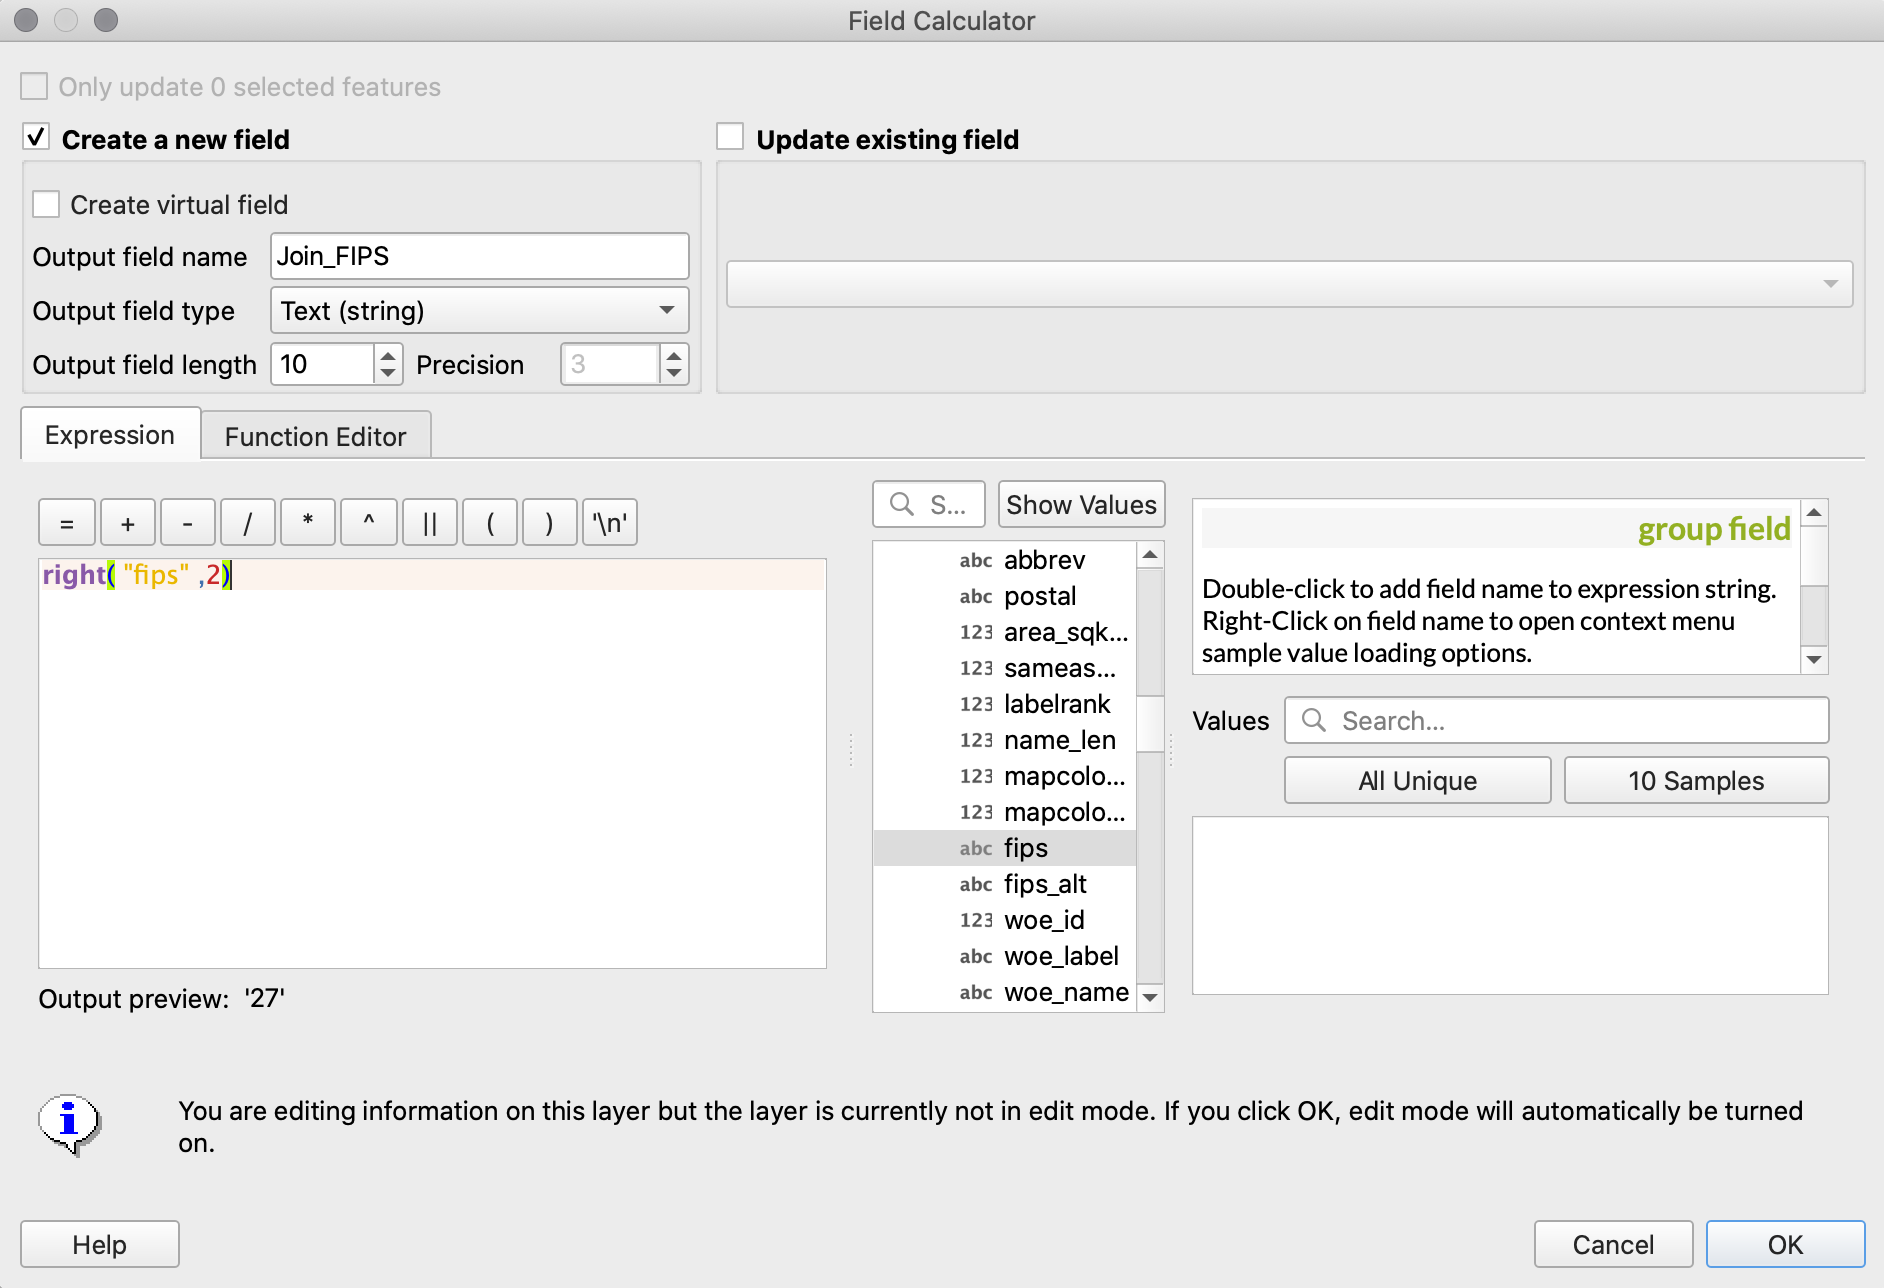 Field Calculator
Only update 0 selected features
Create a new field
Update existing field
Create virtual field
Output field name Join_FIPS
Output field type Text (string)
Output field length 10 Precision 3
Expression Function Editor
= + - / * ^ || ( ) '\n'
right( "fips" ,2)
Output preview: '27'
S... Show Values
abc abbrev
abc postal
123 area_sqk...
123 sameas...
123 labelrank
123 name_len
123 mapcolo...
123 mapcolo...
abc fips
abc fips_alt
123 woe_id
abc woe_label
abc woe_name
group field
Double-click to add field name to expression string.
Right-Click on field name to open context menu
sample value loading options.
Values Search...
All Unique 10 Samples
You are editing information on this layer but the layer is currently not in edit mode. If you click OK, edit mode will automatically be turned
on.
Help Cancel OK